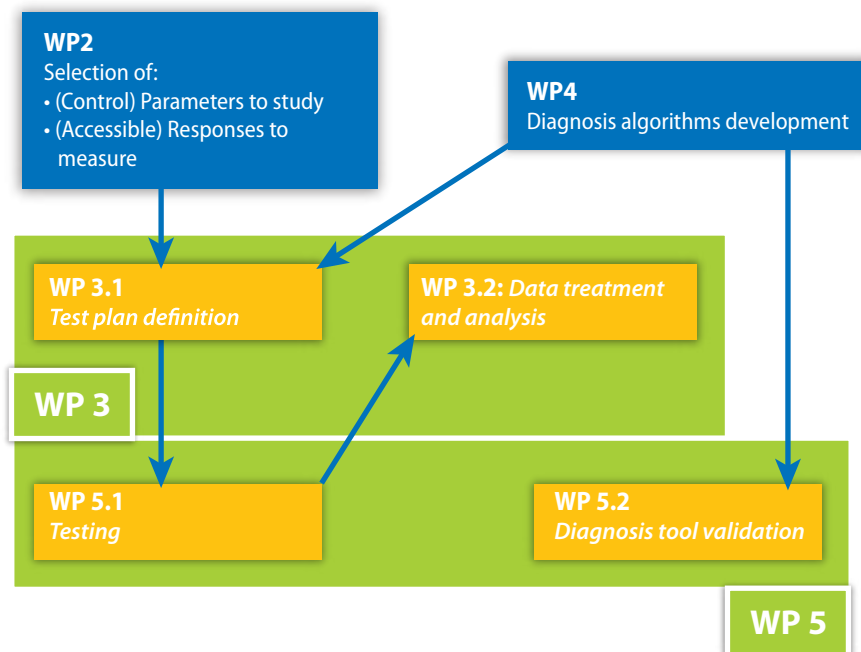 WP2
Selection of:
• (Control) Parameters to study
• (Accessible) Responses to
measure
WP4
Diagnosis algorithms development
WP 3.1
Test plan definition
WP 3.2: Data treatment
and analysis
WP 3
WP 5.1
Testing
WP 5.2
Diagnosis tool validation
WP 5